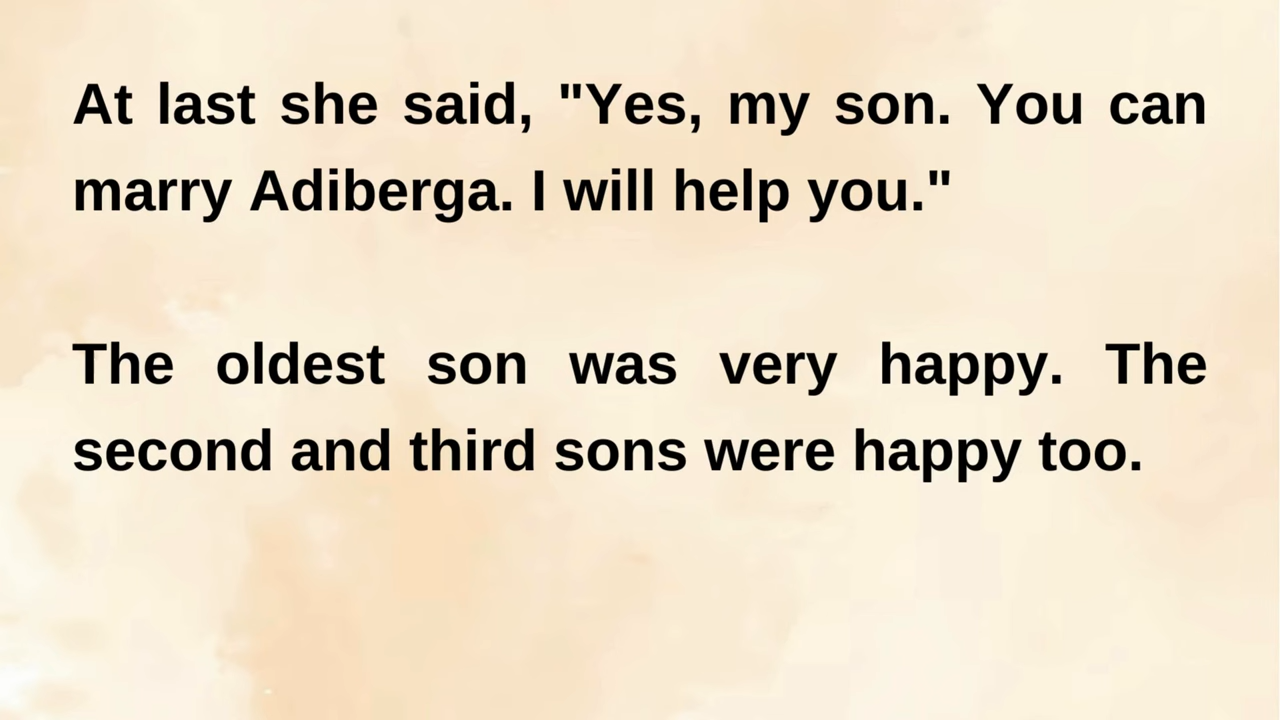 At last she said, "Yes, my son. You can
marry Adiberga. I will help you."
The oldest son was very happy. The
second and third sons were happy too.